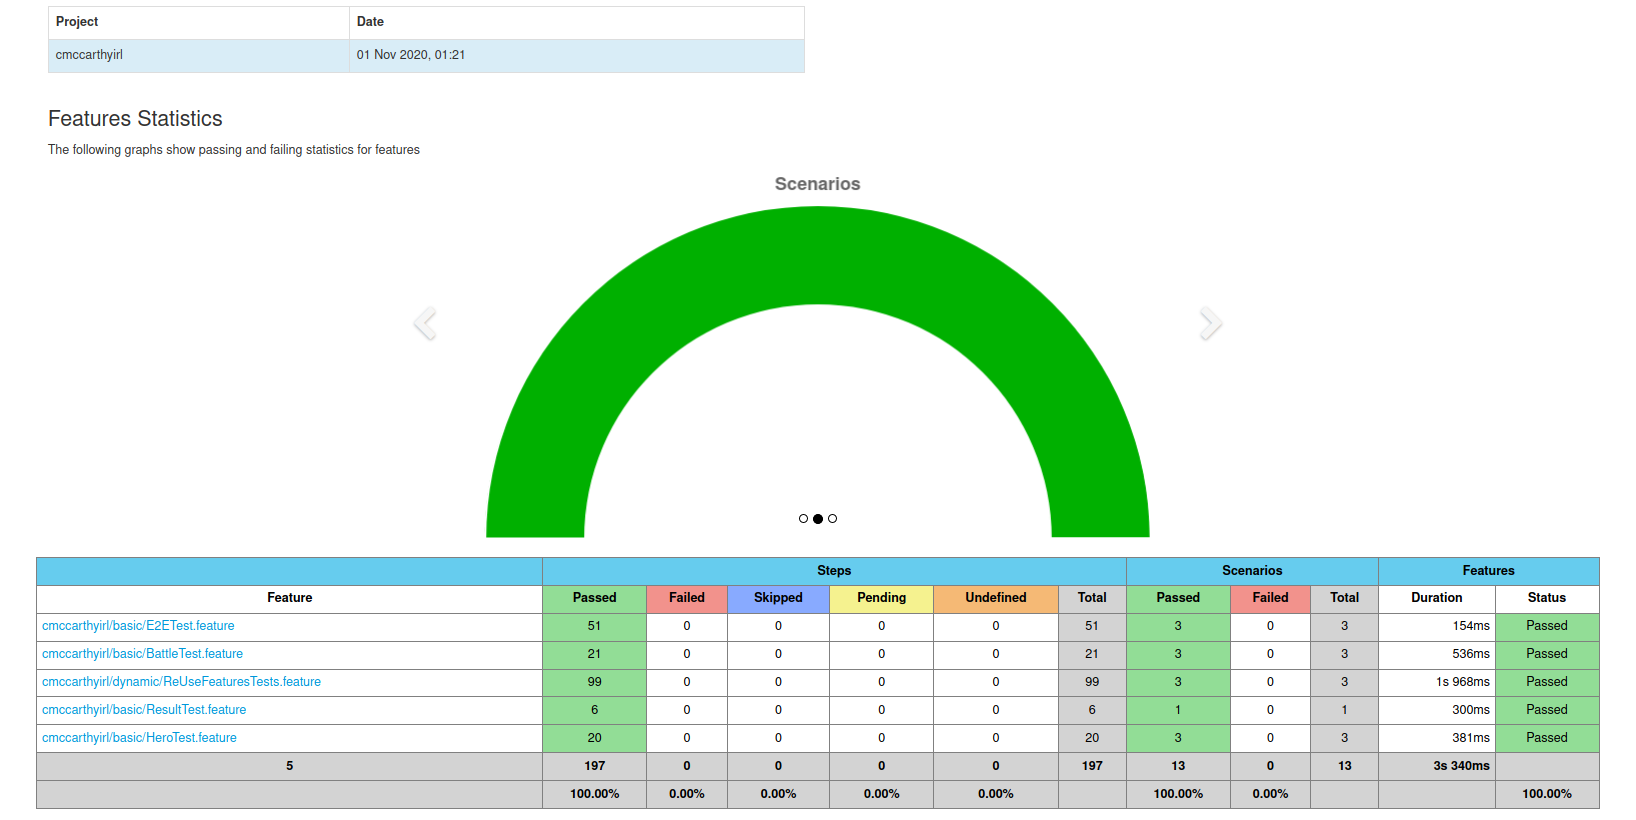 Project Date
cmccarthyirl 01 Nov 2020, 01:21
Features Statistics
The following graphs show passing and failing statistics for features
Scenarios
Steps Scenarios Features
Feature Passed Failed Skipped Pending Undefined Total Passed Failed Total Duration Status
cmccarthyirl/basic/E2ETest.feature 51 0 0 0 0 51 3 0 3 154ms Passed
cmccarthyirl/basic/BattleTest.feature 21 0 0 0 0 21 3 0 3 536ms Passed
cmccarthyirl/dynamic/ReUseFeaturesTests.feature 99 0 0 0 0 99 3 0 3 1s 968ms Passed
cmccarthyirl/basic/ResultTest.feature 6 0 0 0 0 6 1 0 1 300ms Passed
cmccarthyirl/basic/HeroTest.feature 20 0 0 0 0 20 3 0 3 381ms Passed
5 197 0 0 0 0 197 13 0 13 3s 340ms
100.00% 0.00% 0.00% 0.00% 0.00% 100.00% 0.00% 100.00%